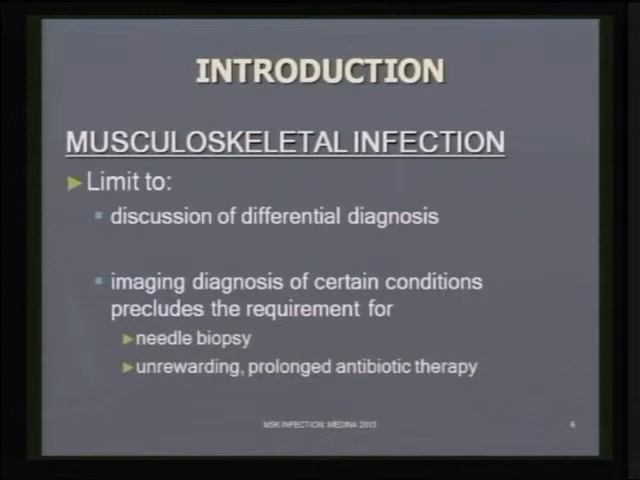 INTRODUCTION
MUSCULOSKELETAL INFECTION
Limit to:
discussion of differential diagnosis
imaging diagnosis of certain conditions
precludes the requirement for
needle biopsy
unrewarding, prolonged antibiotic therapy
MSK INFECTION; MEDINA 2013
6